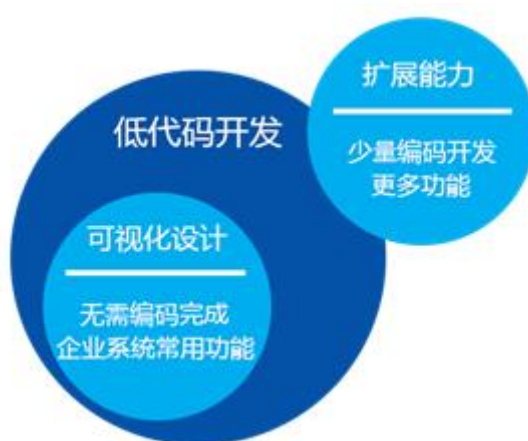 扩展能力
少量编码开发
更多功能
低代码开发
可视化设计
无需编码完成
企业系统常用功能